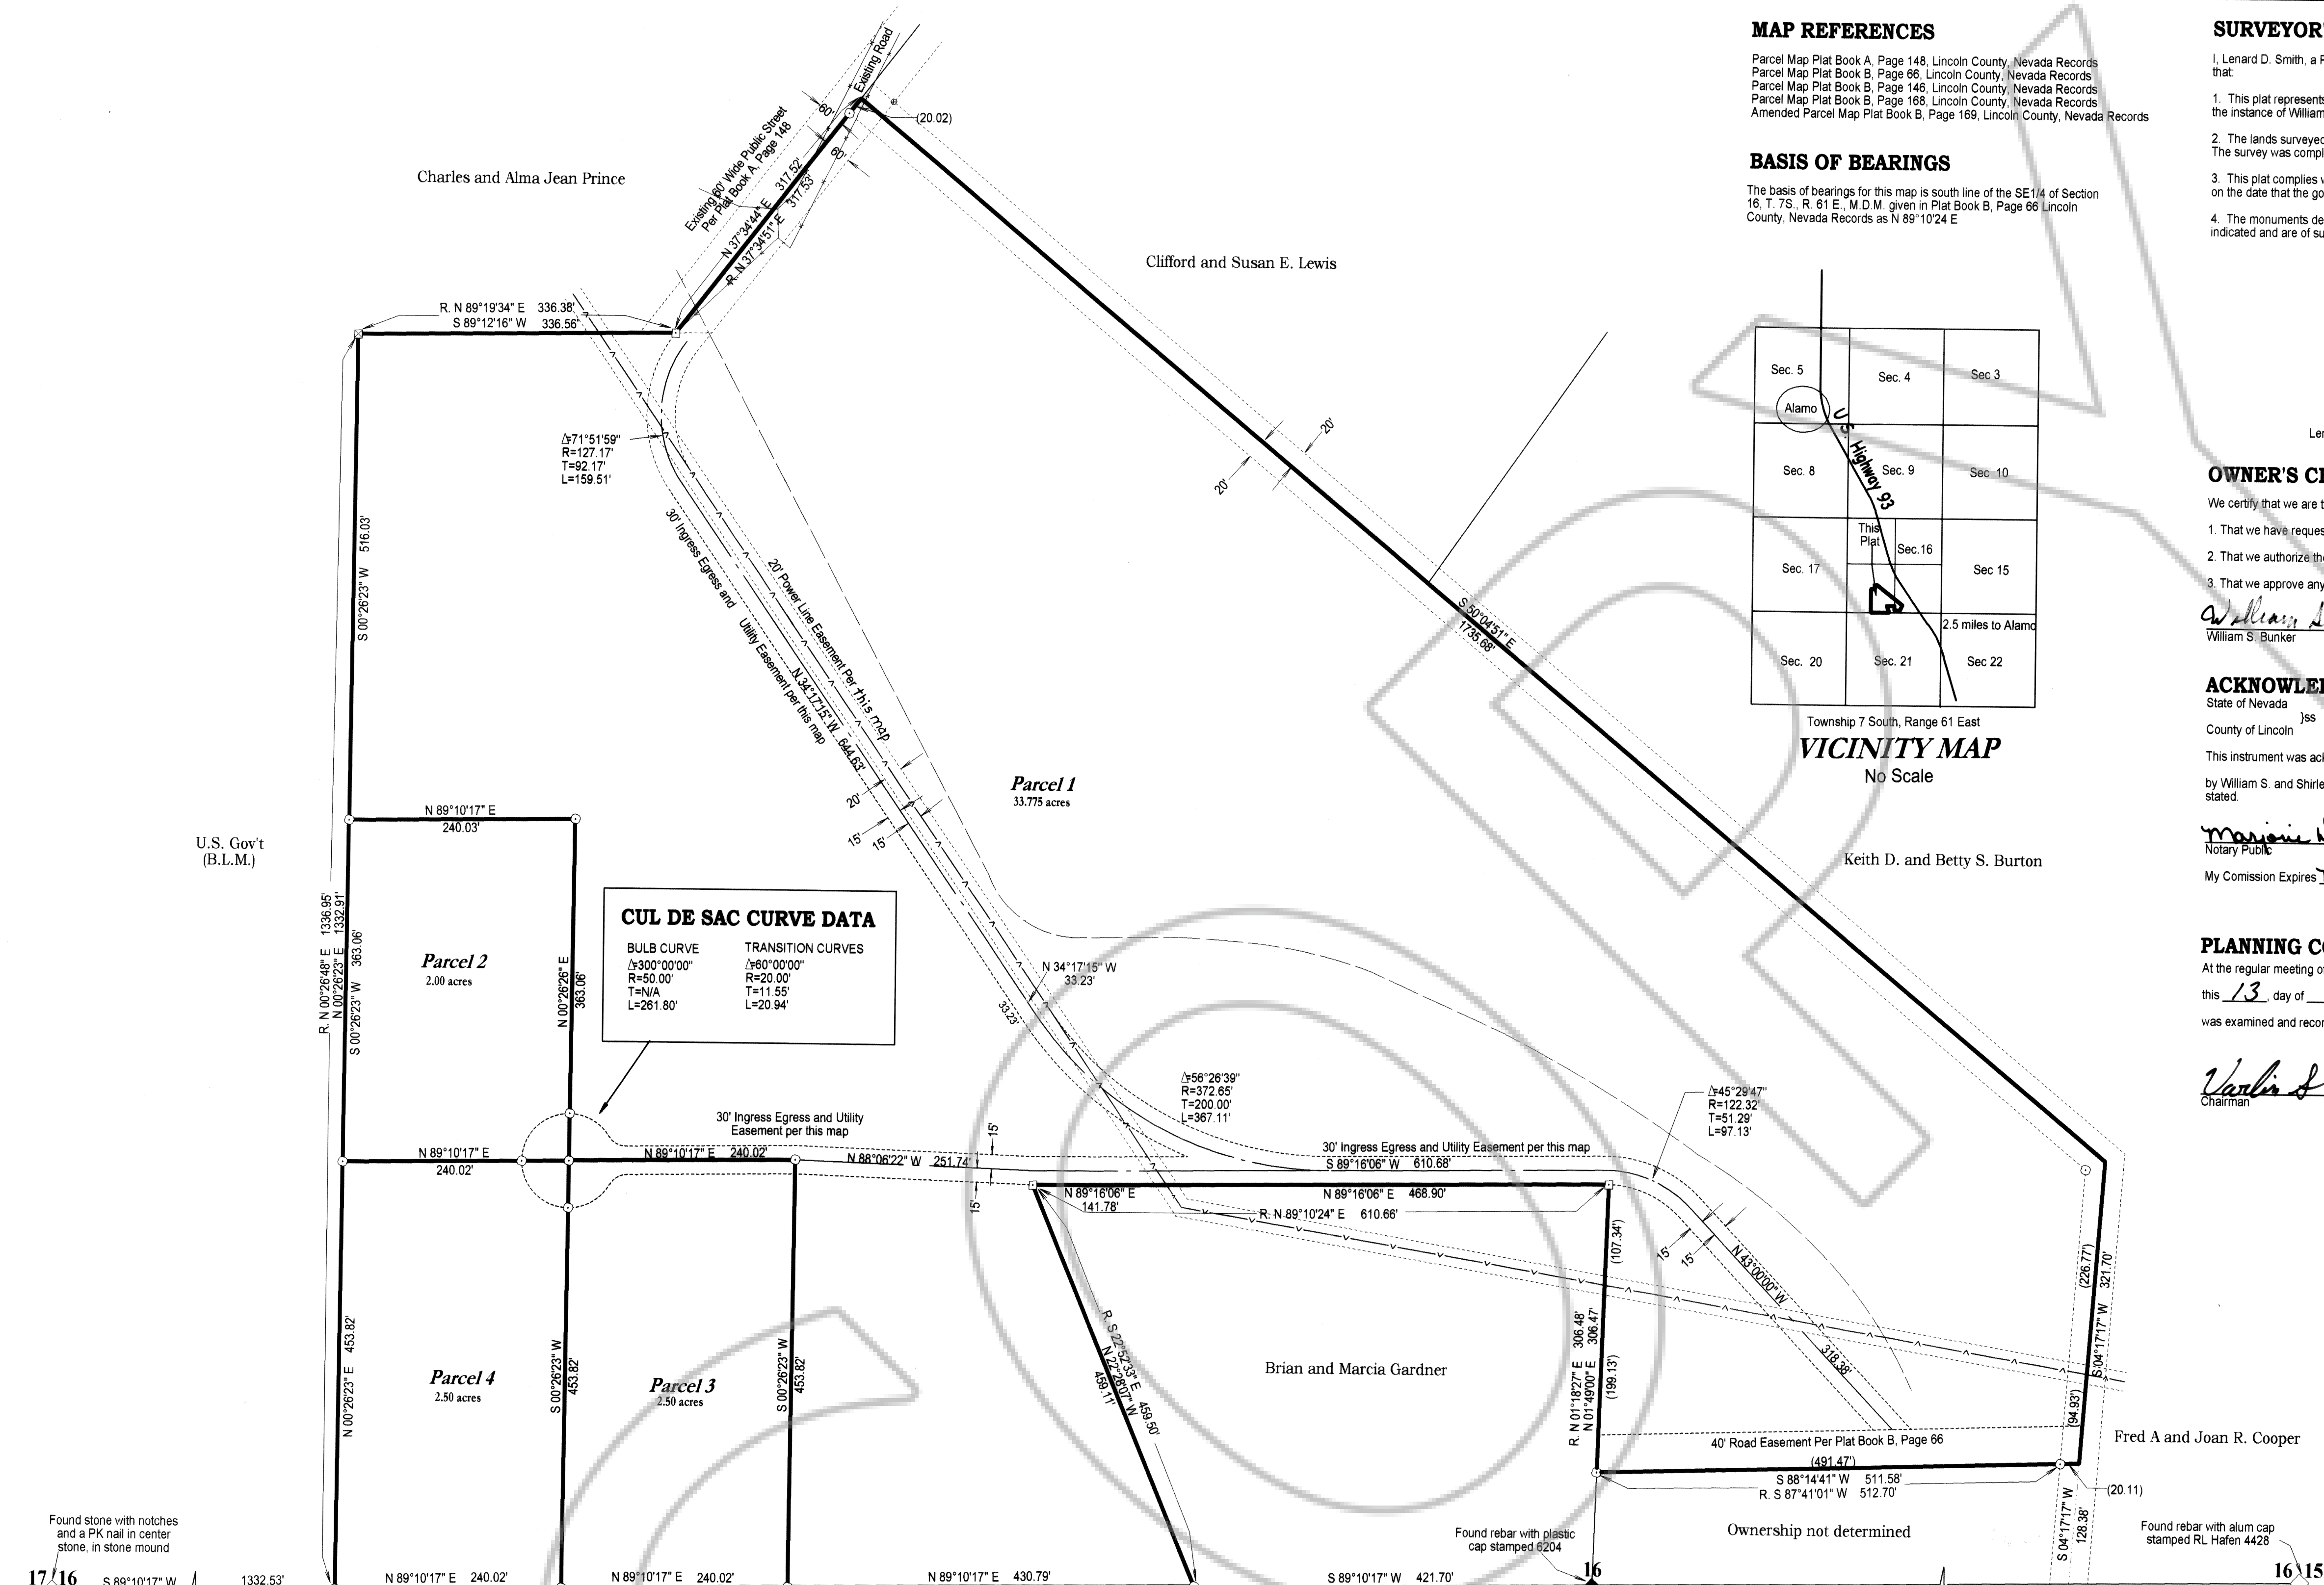 MAP REFERENCES
Parcel Map Plat Book A, Page 148, Lincoln County, Nevada Records
Parcel Map Plat Book B, Page 66, Lincoln County, Nevada Records
Parcel Map Plat Book B, Page 146, Lincoln County, Nevada Records
Parcel Map Plat Book B, Page 168, Lincoln County, Nevada Records
Amended Parcel Map Plat Book B, Page 169, Lincoln County, Nevada Records
BASIS OF BEARINGS
The basis of bearings for this map is south line of the SE1/4 of Section
16, T. 7S., R. 61 E., M.D.M. given in Plat Book B, Page 66 Lincoln
County, Nevada Records as N 89°10'24 E
SURVEYOR'
I, Lenard D. Smith, a
that:
1. This plat represents
the instance of William
2. The lands surveyed
The survey was
3. This plat complies
on the date that the
4. The monuments
indicated and are of
OWNER'S
We certify that we are
1. That we have
2. That we authorize
3. That we approve any
William S.
William S. Bunker
State of Nevada
}ss
County of Lincoln
This instrument was
by William S. and
stated.
Marjorie
Notary Public
My Comission Expires
PLANNING
At the regular meeting of
this 13, day of
was examined and
Varlin
Chairman
Existing Road
60'
60'
(20.02)
Existing 60' Wide Public Street
Per Plat Book A, Page 148
317.52'
317.53'
N 37°34'44" E
R. N 37°34'51" E
Charles and Alma Jean Prince
Clifford and Susan E. Lewis
R. N 89°19'34" E 336.38'
S 89°12'16" W 336.56'
Δ=71°51'59"
R=127.17'
T=92.17'
L=159.51'
S 00°26'23" W 516.03'
30' Ingress Egress and
Utility Easement per this map
20' Power Line Easement Per This map
N 34°17'15" W 644.63'
20'
15'
15'
20'
20'
S 50°04'51" E
1735.68'
Sec. 5
Sec. 4
Sec 3
Alamo
U.S. Highway 93
Sec. 8
Sec. 9
Sec 10
This
Plat
Sec.16
Sec. 17
Sec 15
2.5 miles to Alamo
Sec. 20
Sec. 21
Sec 22
Township 7 South, Range 61 East
VICINITY MAP
No Scale
Parcel 1
33.775 acres
Keith D. and Betty S. Burton
U.S. Gov't
(B.L.M.)
N 89°10'17" E
240.03'
R. N 00°26'48" E 1336.95'
N 00°26'23" E 1332.91'
S 00°26'23" W 363.06'
Parcel 2
2.00 acres
N 00°26'26" E
363.06'
CUL DE SAC CURVE DATA
BULB CURVE TRANSITION CURVES
Δ=300°00'00" Δ=60°00'00"
R=50.00' R=20.00'
T=N/A T=11.55'
L=261.80' L=20.94'
N 34°17'15" W
33.23'
33.23'
Δ=56°26'39"
R=372.65'
T=200.00'
L=367.11'
Δ=45°29'47"
R=122.32'
T=51.29'
L=97.13'
30' Ingress Egress and Utility
Easement per this map
15'
15'
N 89°10'17" E
240.02'
N 89°10'17" E 240.02'
N 88°06'22" W 251.74'
30' Ingress Egress and Utility Easement per this map
S 89°16'06" W 610.68'
N 89°16'06" E
141.78'
N 89°16'06" E 468.90'
R. N 89°10'24" E 610.66'
(107.34')
15'
15'
N 43°00'00" W
318.38'
(226.77')
S 04°17'17" W 321.70'
N 00°26'23" E 453.82'
Parcel 4
2.50 acres
S 00°26'23" W
453.82'
Parcel 3
2.50 acres
S 00°26'23" W
453.82'
R. S 22°52'33" E 459.50'
N 22°28'07" W
459.11'
Brian and Marcia Gardner
R. N 01°18'27" E 306.48'
N 01°49'00" E 306.47'
(199.13')
(94.93')
40' Road Easement Per Plat Book B, Page 66
(491.47')
S 88°14'41" W 511.58'
R. S 87°41'01" W 512.70'
Fred A and Joan R. Cooper
(20.11)
S 04°17'17" W
128.38'
Found stone with notches
and a PK nail in center
stone, in stone mound
Found rebar with plastic
cap stamped 6204
Ownership not determined
Found rebar with alum cap
stamped RL Hafen 4428
17 16
S 89°10'17" W 1332.53'
N 89°10'17" E 240.02'
N 89°10'17" E 240.02'
N 89°10'17" E 430.79'
S 89°10'17" W 421.70'
16
16 15